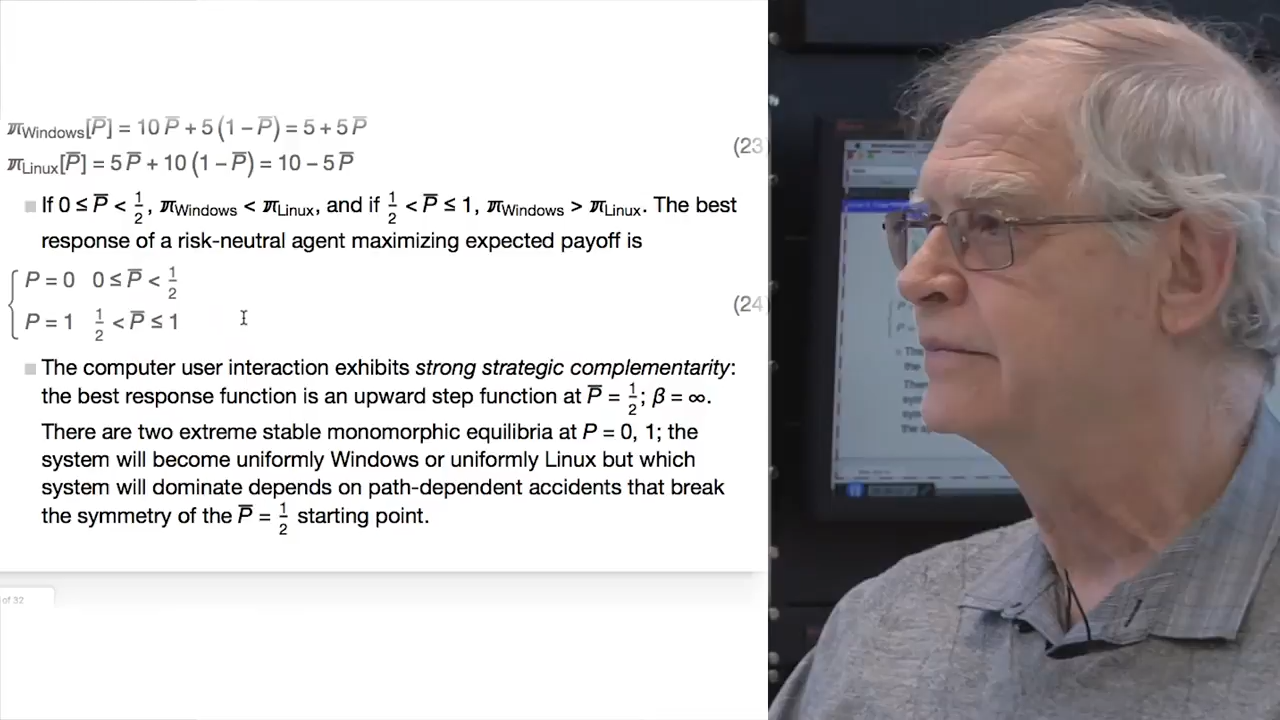 πWindows[P̅] = 10 P̅ + 5 (1 − P̅) = 5 + 5 P̅
(23
πLinux[P̅] = 5 P̅ + 10 (1 − P̅) = 10 − 5 P̅
If 0 ≤ P̅ < 1/2, πWindows < πLinux, and if 1/2 < P̅ ≤ 1, πWindows > πLinux. The best
response of a risk-neutral agent maximizing expected payoff is
P = 0 0 ≤ P̅ < 1/2
(24
P = 1 1/2 < P̅ ≤ 1
The computer user interaction exhibits strong strategic complementarity:
the best response function is an upward step function at P̅ = 1/2; β = ∞.
There are two extreme stable monomorphic equilibria at P = 0, 1; the
system will become uniformly Windows or uniformly Linux but which
system will dominate depends on path-dependent accidents that break
the symmetry of the P̅ = 1/2 starting point.
of 32